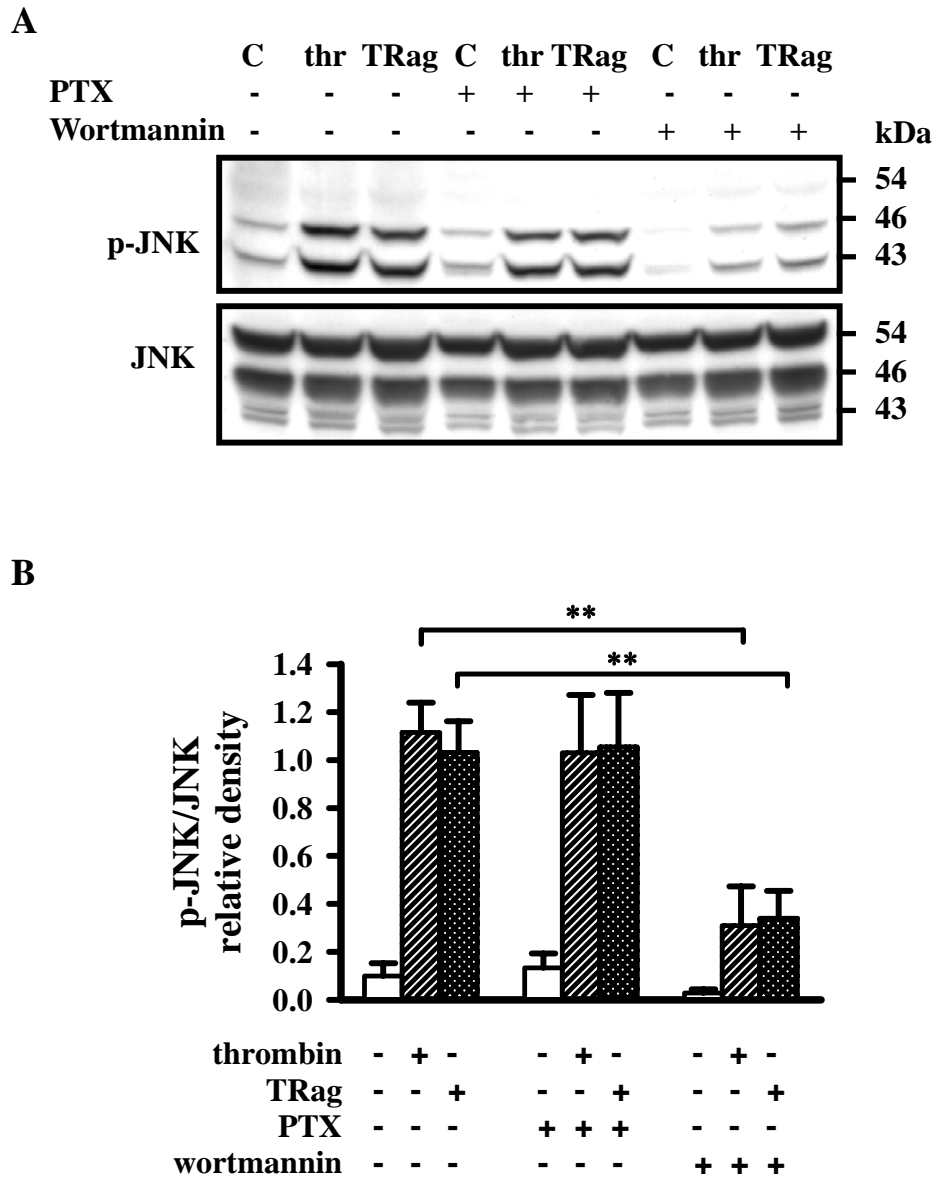 A
C thr TRag C thr TRag C thr TRag
PTX - - - + + + - - -
Wortmannin - - - - - - + + + kDa
54
46
p-JNK
43
54
JNK
46
43
B
**
**
1.4
1.2
1.0
0.8
0.6
0.4
0.2
0.0
p-JNK/JNK
relative density
thrombin - + - - + - - + -
TRag - - + - - + - - +
PTX - - - + + + - - -
wortmannin - - - - - - + + +